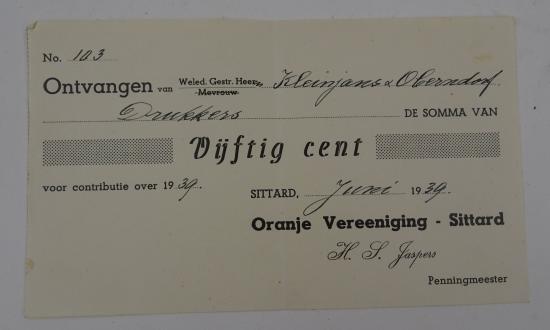 No. 103
Ontvangen van Weled. Gestr. Heeren Kleinjans & Oberndorf
Mevrouw
Drukkers DE SOMMA VAN
Vijftig cent
voor contributie over 1939. SITTARD, Juni 1939.
Oranje Vereeniging - Sittard
H. S. Jaspers
Penningmeester